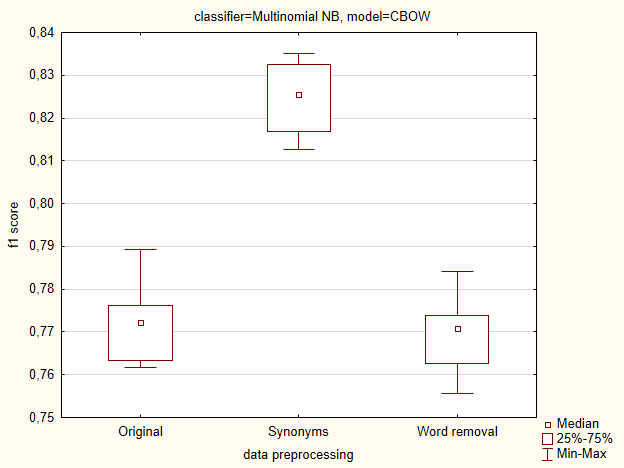 classifier=Multinomial NB, model=CBOW
0,84
0,83
0,82
0,81
0,80
0,79
0,78
0,77
0,76
0,75
f1 score
Original Synonyms Word removal
data preprocessing
Median
25%-75%
Min-Max